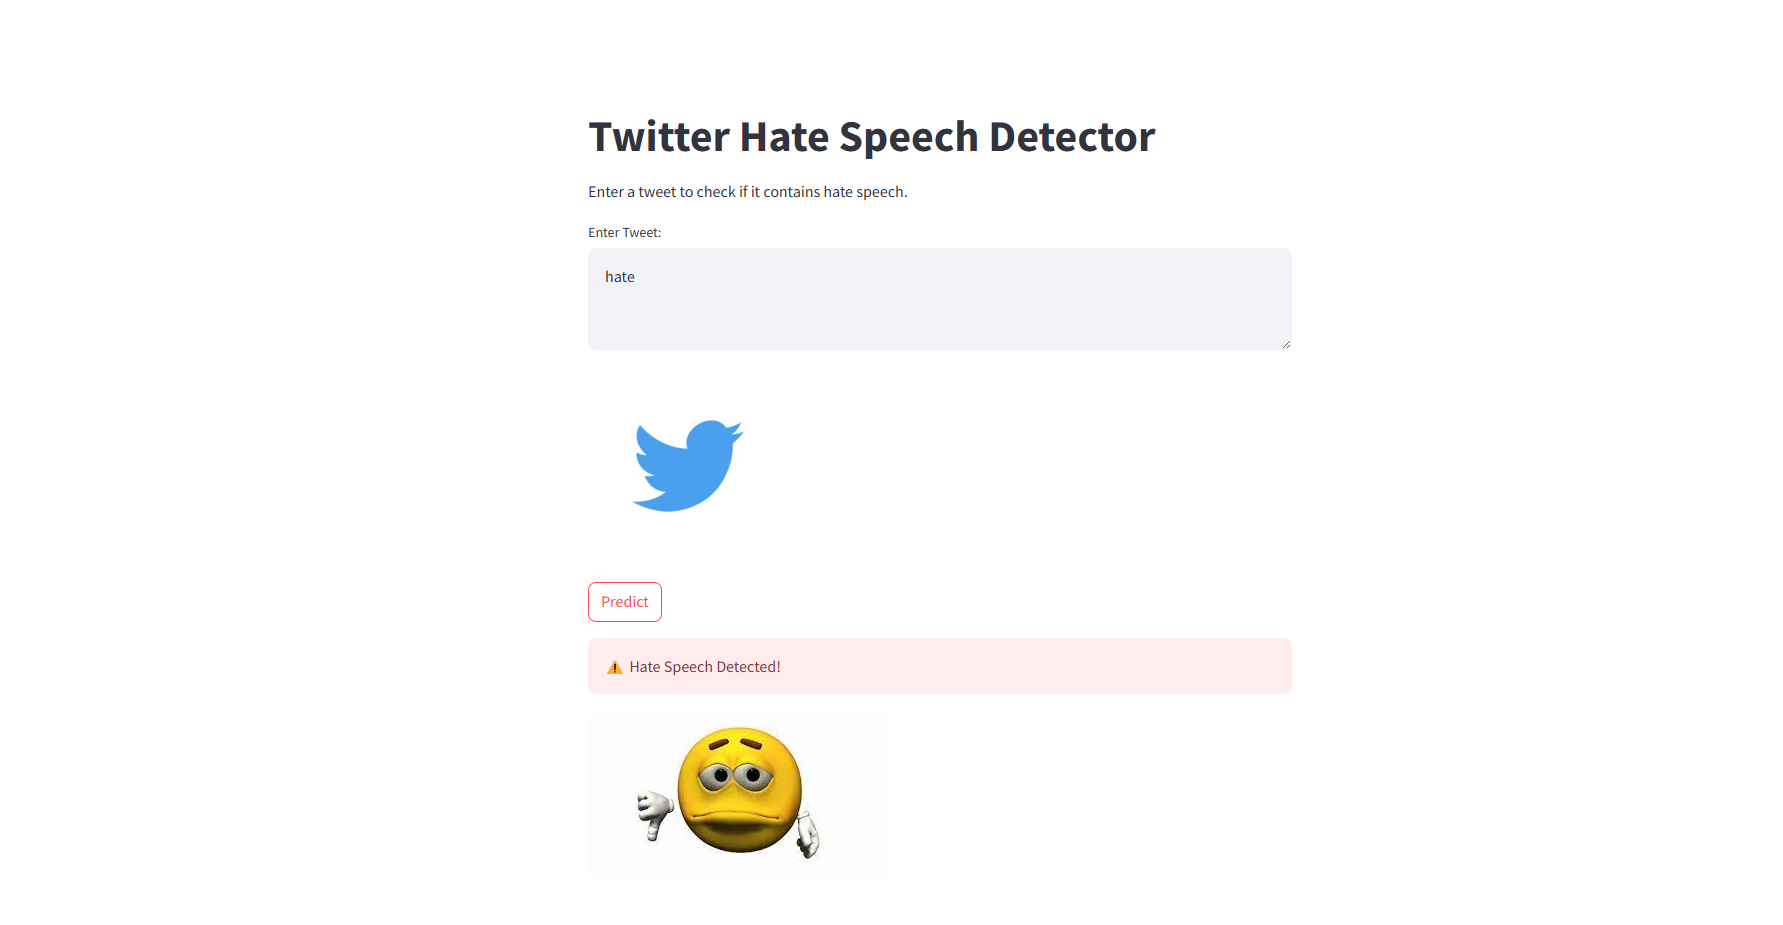 Twitter Hate Speech Detector
Enter a tweet to check if it contains hate speech.
Enter Tweet:
hate
Predict
⚠️ Hate Speech Detected!